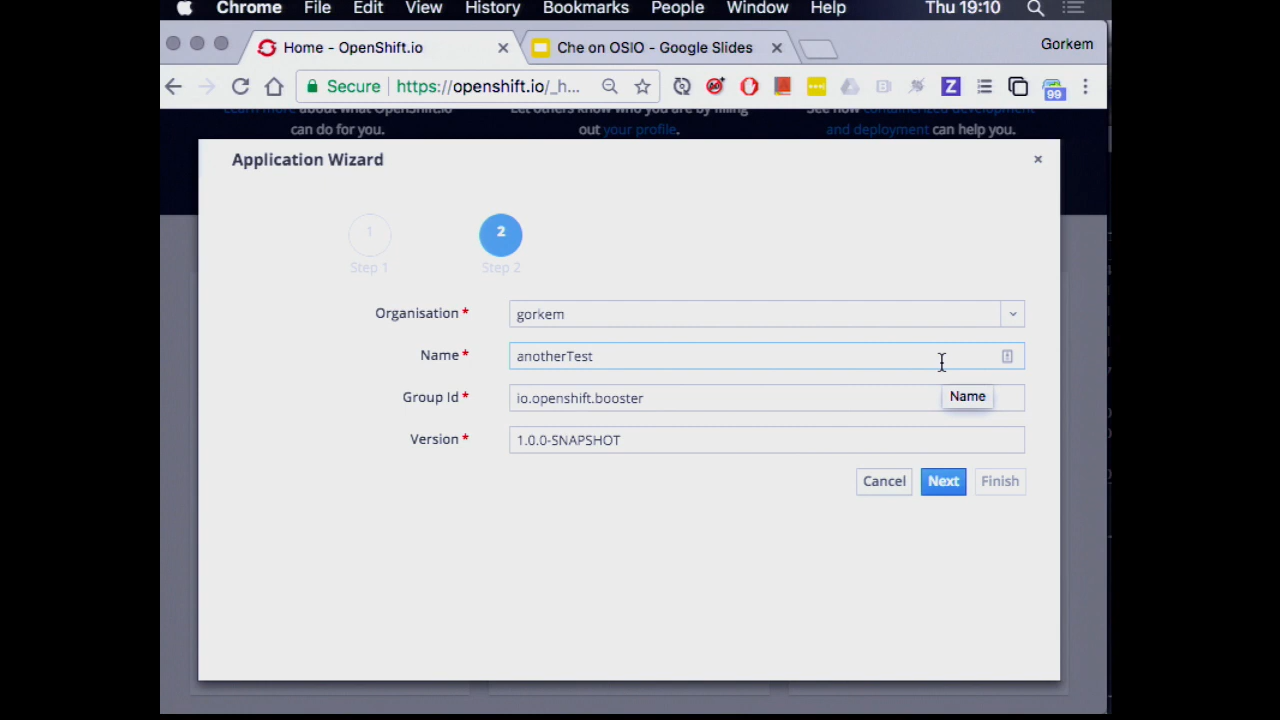 Chrome File Edit View History Bookmarks People Window Help Thu 19:10
Home - OpenShift.io Che on OSIO - Google Slides Gorkem
Secure https://openshift.io/_h... Z 99
can do for you. out your profile. and deployment can help you.
Application Wizard ×
1 2
Step 1 Step 2
Organisation * gorkem
Name * anotherTest
Group Id * io.openshift.booster Name
Version * 1.0.0-SNAPSHOT
Cancel Next Finish